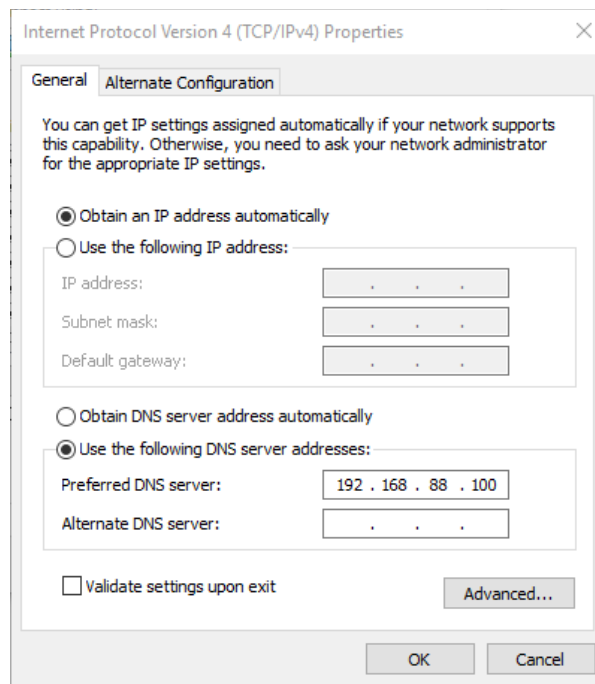 Internet Protocol Version 4 (TCP/IPv4) Properties
General
Alternate Configuration
You can get IP settings assigned automatically if your network supports
this capability. Otherwise, you need to ask your network administrator
for the appropriate IP settings.
Obtain an IP address automatically
Use the following IP address:
IP address:
. . .
Subnet mask:
. . .
Default gateway:
. . .
Obtain DNS server address automatically
Use the following DNS server addresses:
Preferred DNS server:
192 . 168 . 88 . 100
Alternate DNS server:
. . .
Validate settings upon exit
Advanced...
OK
Cancel